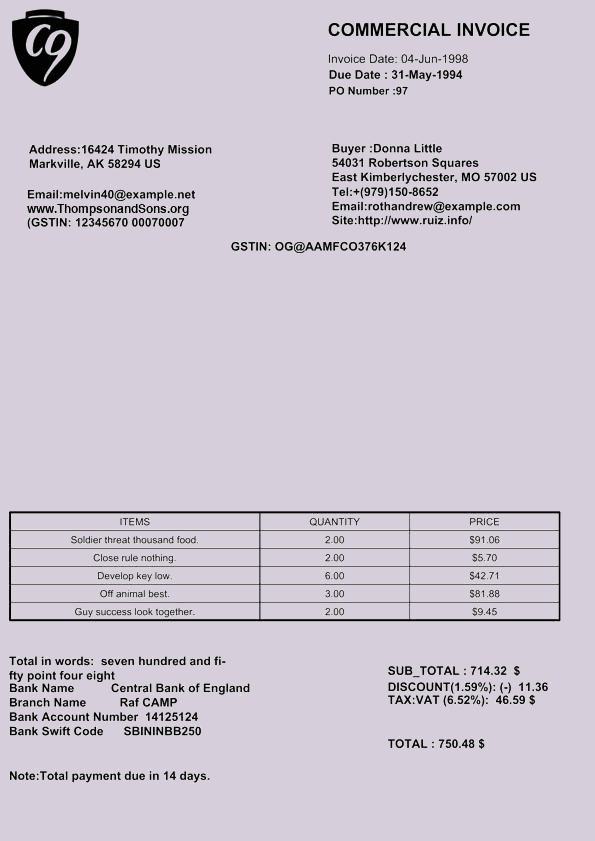 C9
COMMERCIAL INVOICE
Invoice Date: 04-Jun-1998
Due Date : 31-May-1994
PO Number :97
Address:16424 Timothy Mission
Markville, AK 58294 US
Email:melvin40@example.net
www.ThompsonandSons.org
(GSTIN: 12345670 00070007
Buyer :Donna Little
54031 Robertson Squares
East Kimberlychester, MO 57002 US
Tel:+(979)150-8652
Email:rothandrew@example.com
Site:http://www.ruiz.info/
GSTIN: OG@AAMFCO376K124
ITEMS QUANTITY PRICE
Soldier threat thousand food. 2.00 $91.06
Close rule nothing. 2.00 $5.70
Develop key low. 6.00 $42.71
Off animal best. 3.00 $81.88
Guy success look together. 2.00 $9.45
Total in words:  seven hundred and fi-
fty point four eight
Bank Name Central Bank of England
Branch Name Raf CAMP
Bank Account Number 14125124
Bank Swift Code SBININBB250
SUB_TOTAL : 714.32 $
DISCOUNT(1.59%): (-) 11.36
TAX:VAT (6.52%): 46.59 $
TOTAL : 750.48 $
Note:Total payment due in 14 days.